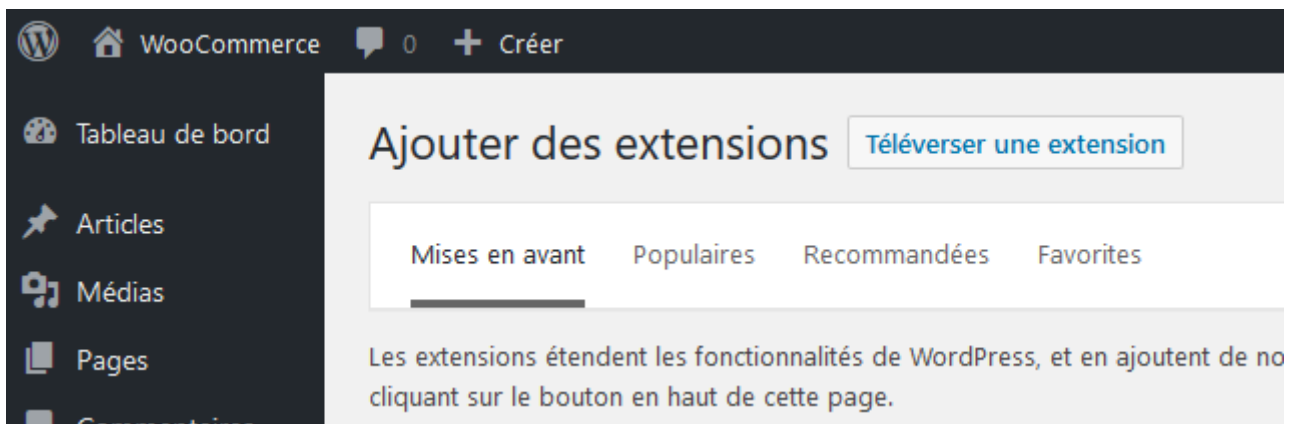 WooCommerce 0 + Créer
Tableau de bord
Ajouter des extensions Téléverser une extension
Articles
Mises en avant Populaires Recommandées Favorites
Médias
Pages
Les extensions étendent les fonctionnalités de WordPress, et en ajoutent de
cliquant sur le bouton en haut de cette page.